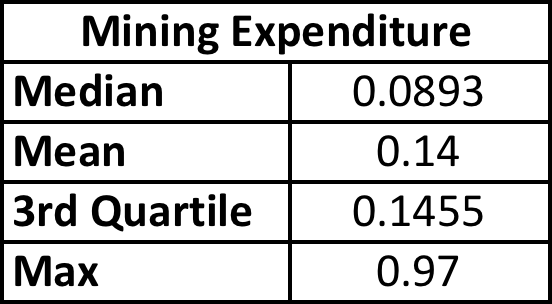 Mining Expenditure
Median 0.0893
Mean 0.14
3rd Quartile 0.1455
Max 0.97